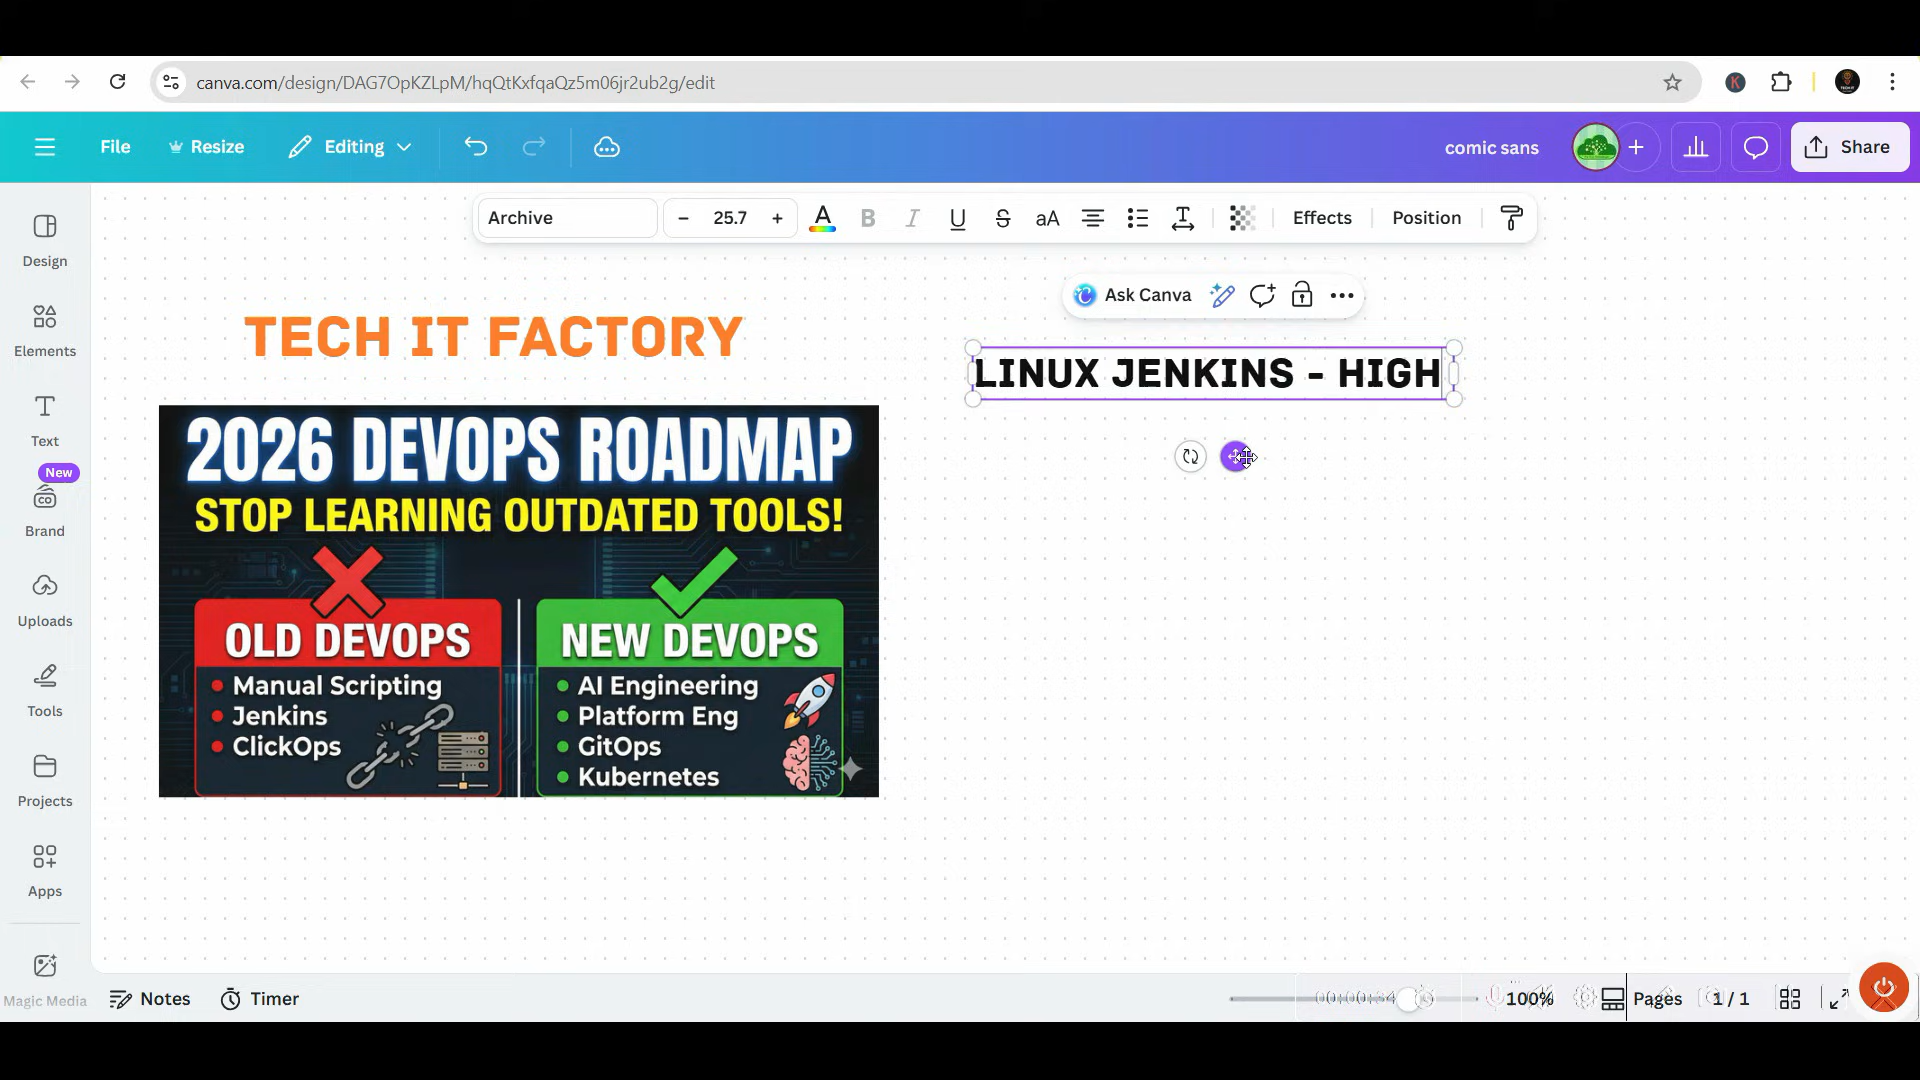 canva.com/design/DAG7OpKZLpM/hqQtKxfqaQz5m06jr2ub2g/edit
K
File
Resize
Editing
comic sans
Share
Archive
25.7
A
B
I
U
S
aA
Effects
Position
Design
Elements
Text
New
Brand
Uploads
Tools
Projects
Apps
Magic Media
Ask Canva
TECH IT FACTORY
LINUX JENKINS - HIGH
2026 DEVOPS ROADMAP
STOP LEARNING OUTDATED TOOLS!
OLD DEVOPS
Manual Scripting
Jenkins
ClickOps
NEW DEVOPS
AI Engineering
Platform Eng
GitOps
Kubernetes
Notes
Timer
100%
Pages
1 / 1